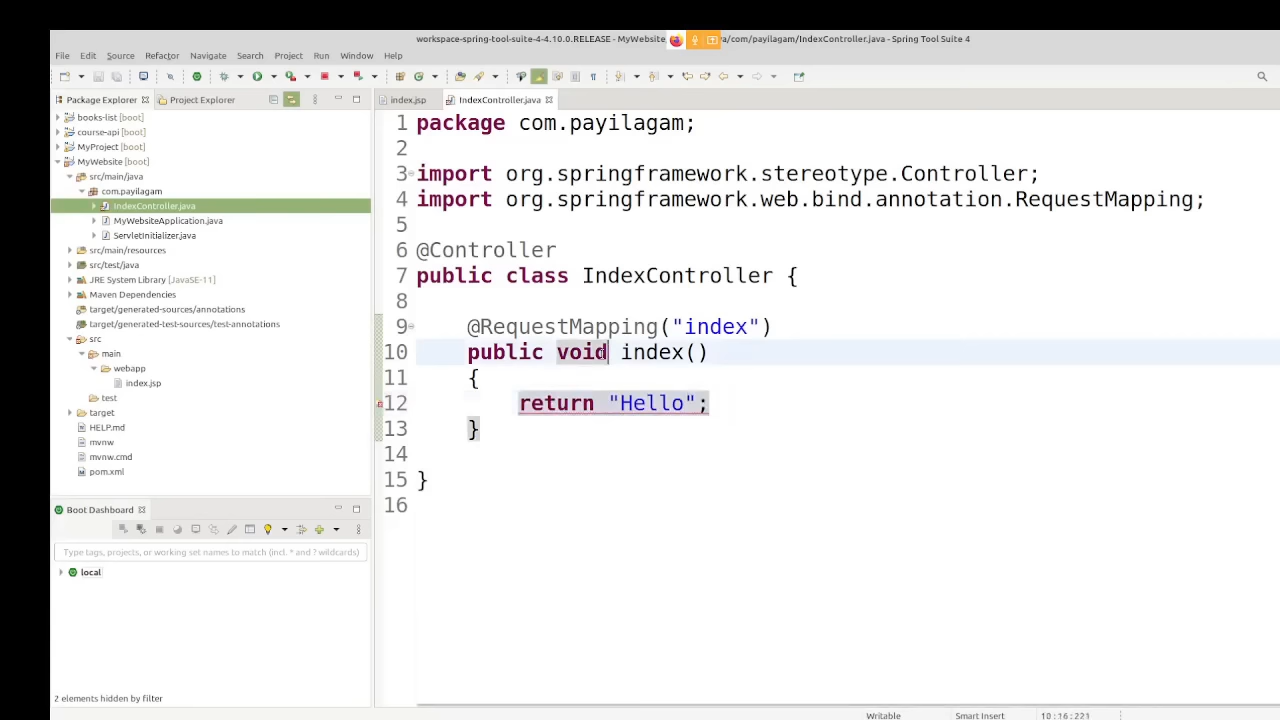 workspace-spring-tool-suite-4-4.10.0.RELEASE - MyWebsite
a/com/payilagam/IndexController.java - Spring Tool Suite 4
File Edit Source Refactor Navigate Search Project Run Window Help
Package Explorer Project Explorer
index.jsp IndexController.java
books-list [boot]
course-api [boot]
MyProject [boot]
MyWebsite [boot]
src/main/java
com.payilagam
IndexController.java
MyWebsiteApplication.java
ServletInitializer.java
src/main/resources
src/test/java
JRE System Library [JavaSE-11]
Maven Dependencies
target/generated-sources/annotations
target/generated-test-sources/test-annotations
src
main
webapp
index.jsp
test
target
HELP.md
mvnw
mvnw.cmd
pom.xml
Boot Dashboard
Type tags, projects, or working set names to match (incl. * and ? wildcards)
local
2 elements hidden by filter
1 package com.payilagam;
2
3 import org.springframework.stereotype.Controller;
4 import org.springframework.web.bind.annotation.RequestMapping;
5
6 @Controller
7 public class IndexController {
8
9 @RequestMapping("index")
10 public void index()
11 {
12 return "Hello";
13 }
14
15 }
16
Writable Smart Insert 10:16:221